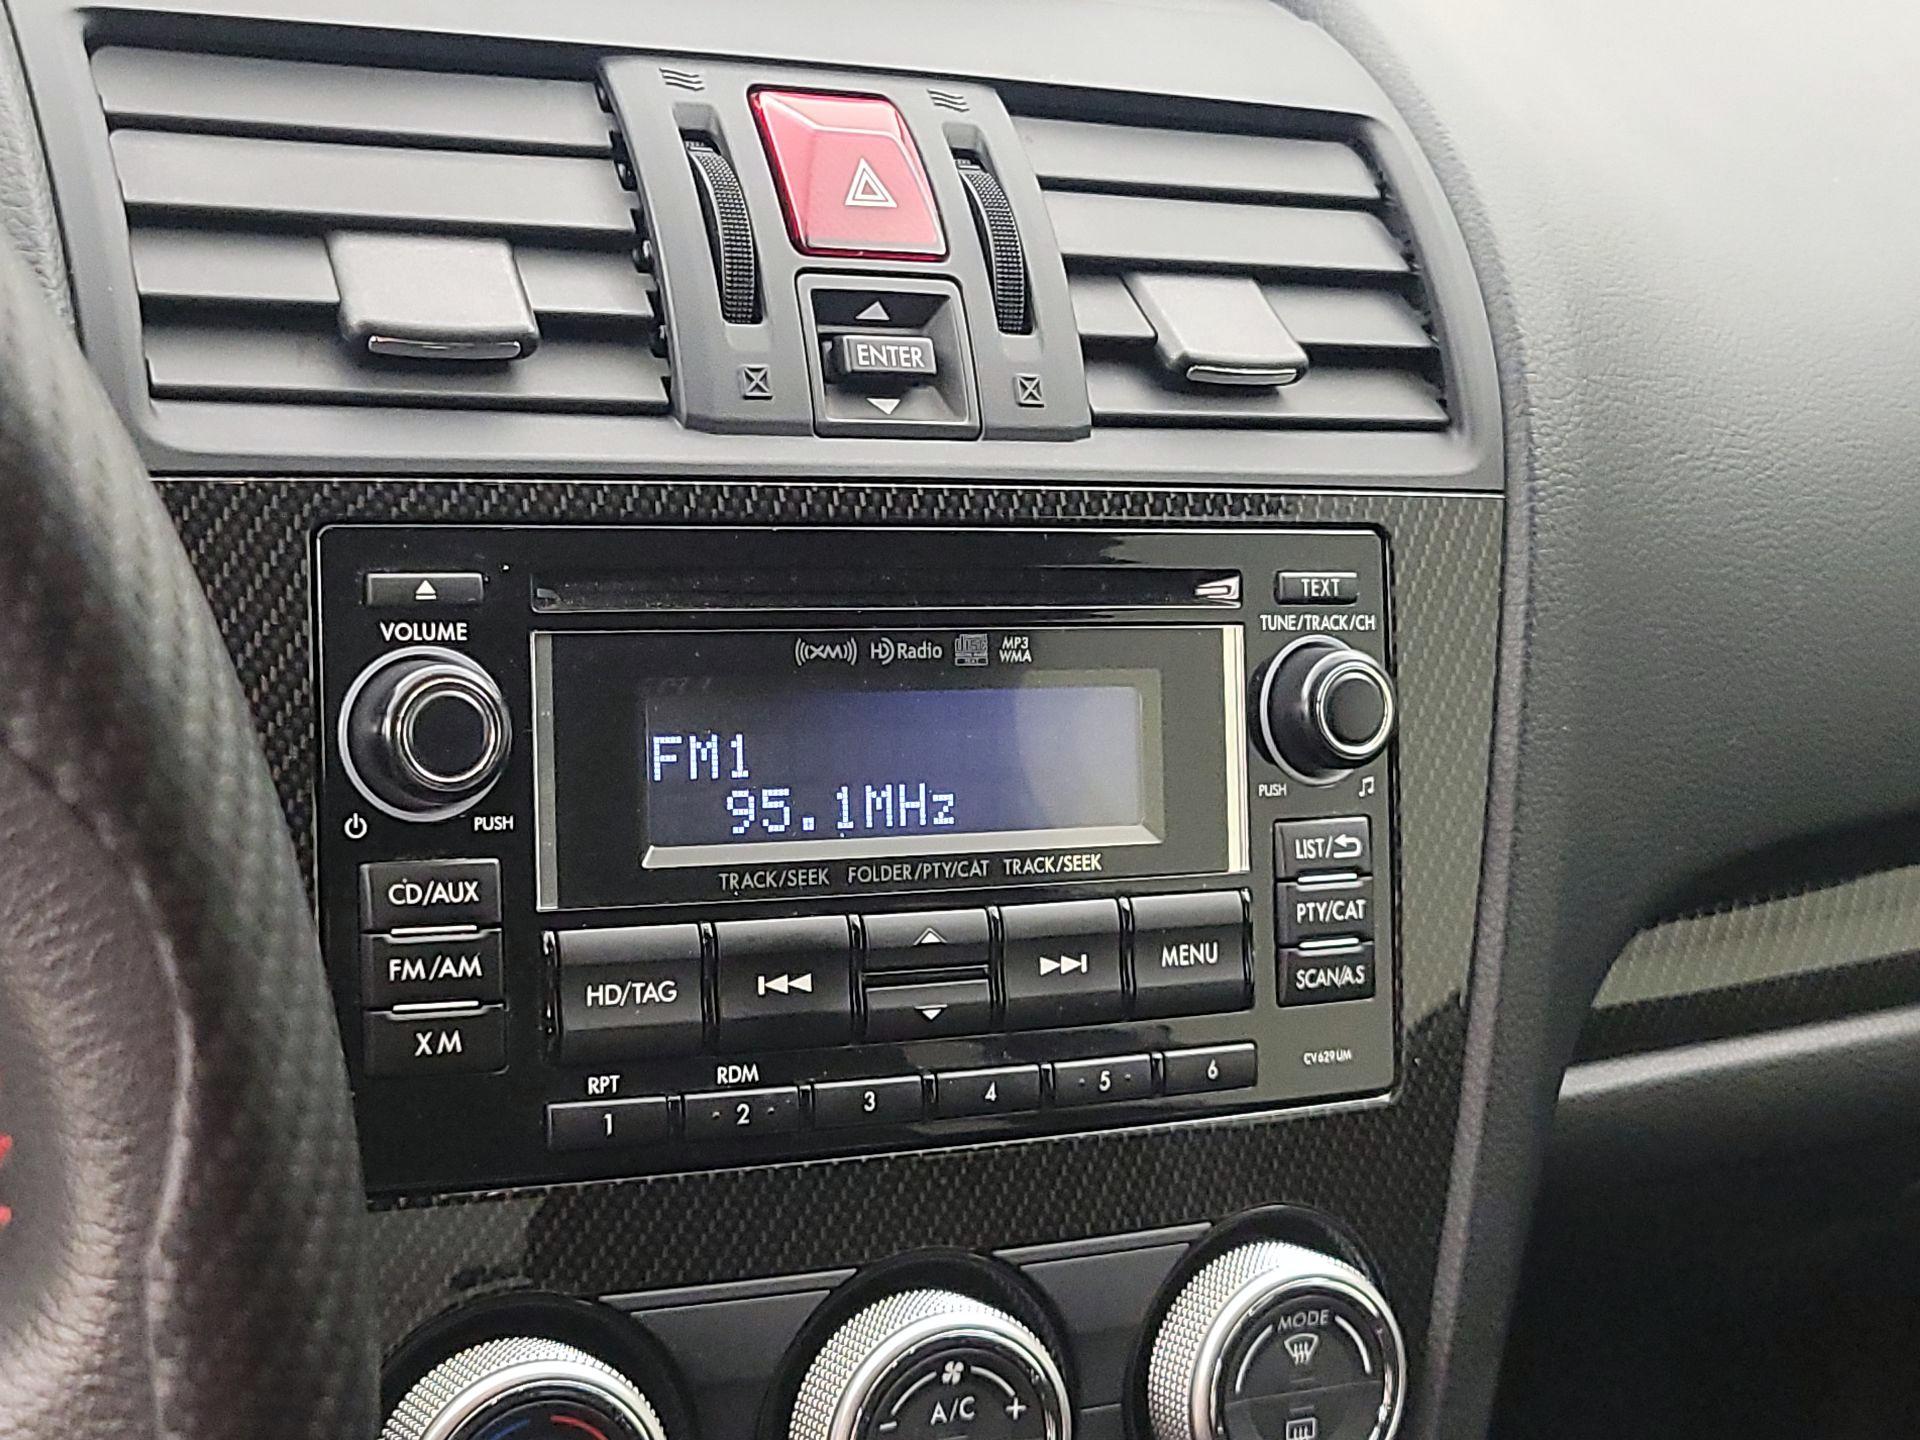 ENTER
TEXT
VOLUME
TUNE/TRACK/CH
((XM)) HD Radio disc MP3
WMA
FM1
95.1MHz
PUSH
PUSH
TRACK/SEEK FOLDER/PTY/CAT TRACK/SEEK
LIST/
CD/AUX
PTY/CAT
FM/AM
HD/TAG
MENU
SCAN/A.S
XM
CV629UM
RPT RDM
1 2 3 4 5 6
MODE
- A/C +